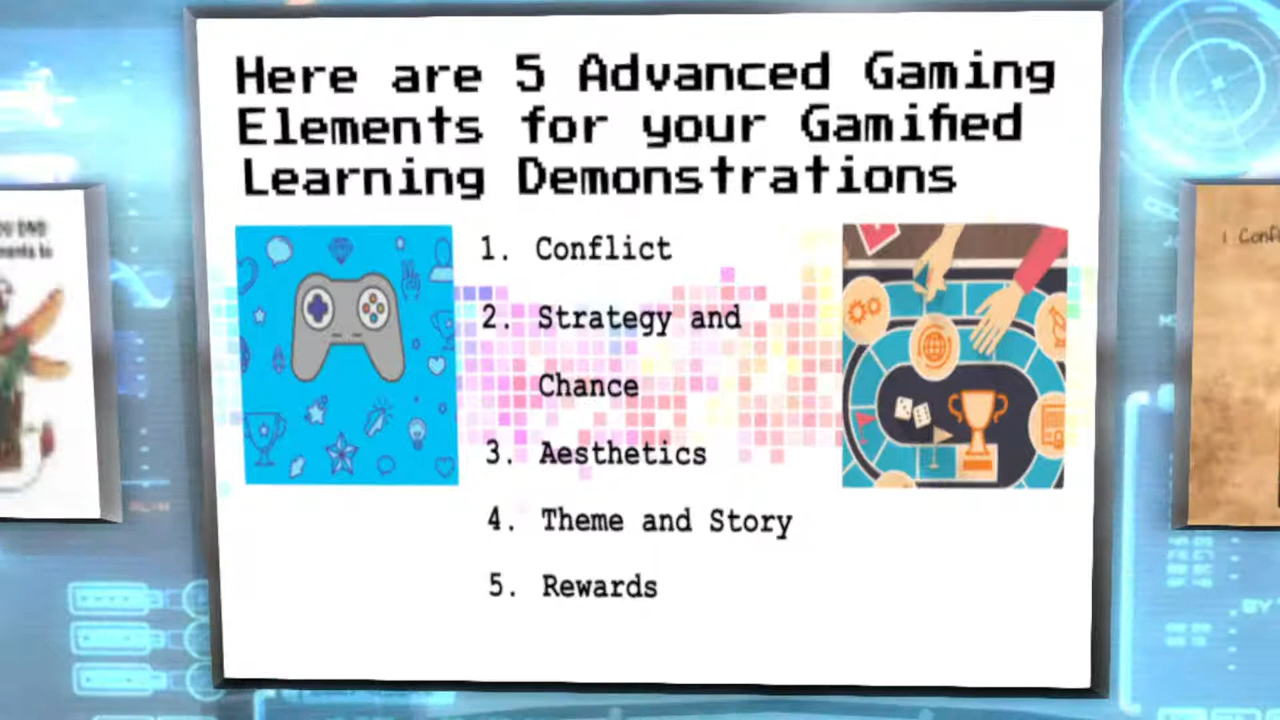 Here are 5 Advanced Gaming
Elements for your Gamified
Learning Demonstrations
1. Conflict
2. Strategy and
Chance
3. Aesthetics
4. Theme and Story
5. Rewards